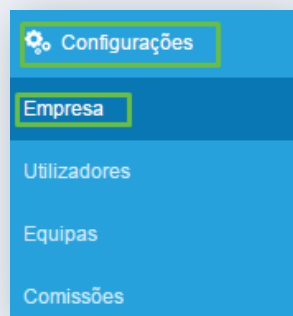 Configurações
Empresa
Utilizadores
Equipas
Comissões